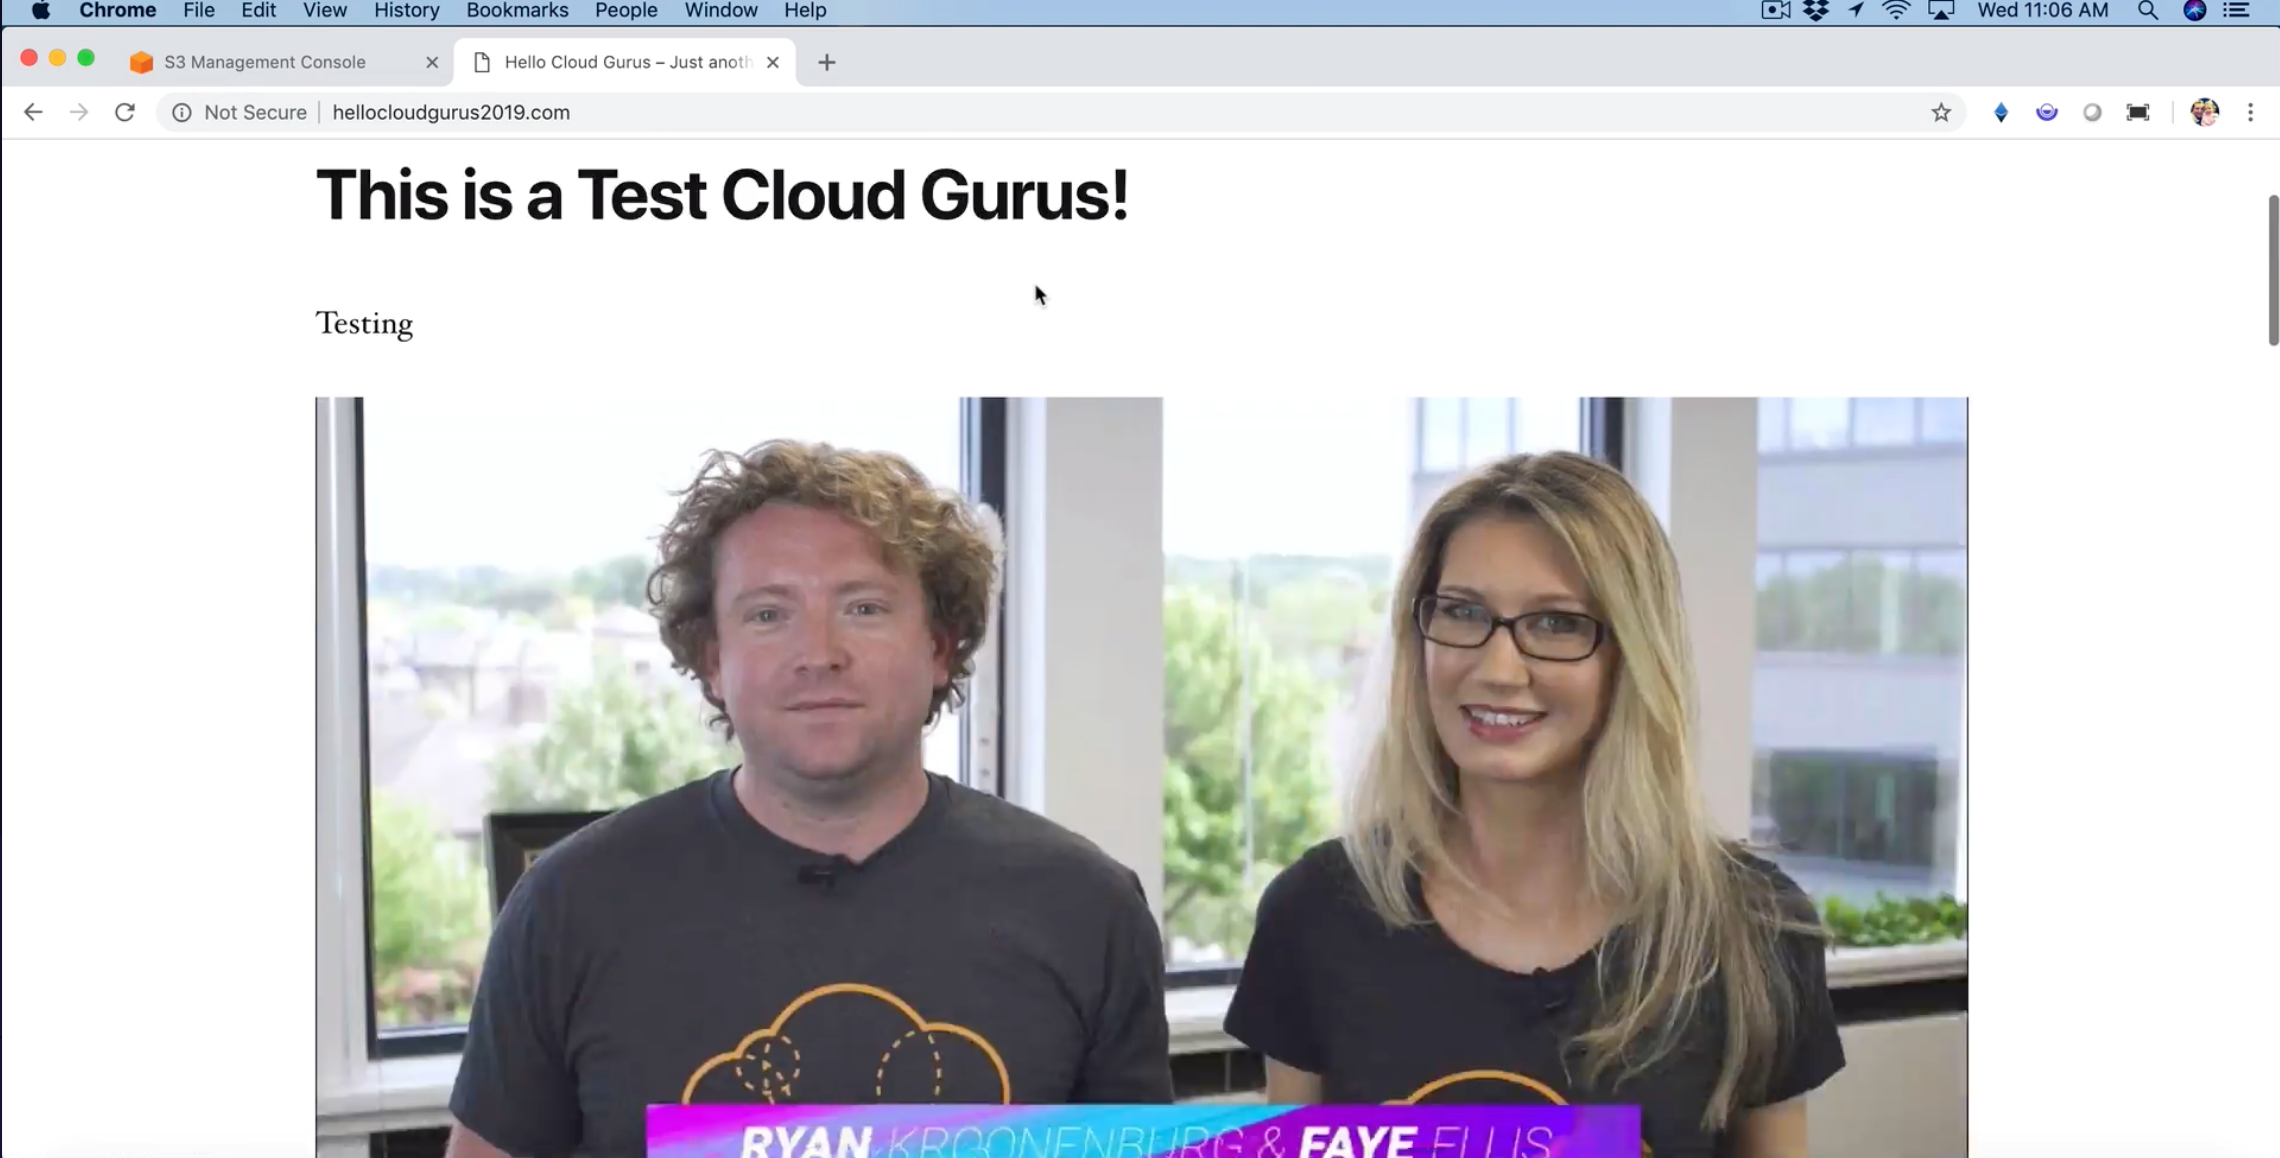 Chrome File Edit View History Bookmarks People Window Help Wed 11:06 AM
S3 Management Console Hello Cloud Gurus – Just anoth
Not Secure hellocloudgurus2019.com
This is a Test Cloud Gurus!
Testing
RYAN KROONENBURG & FAYE ELLIS